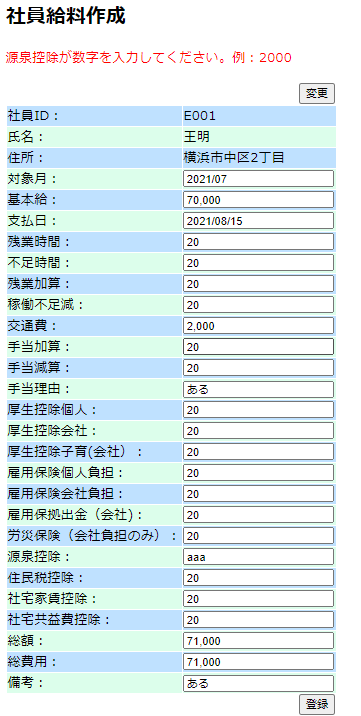 社員給料作成
源泉控除が数字を入力してください。例：2000
変更
社員ID： E001
氏名： 王明
住所： 横浜市中区2丁目
対象月： 2021/07
基本給： 70,000
支払日： 2021/08/15
残業時間： 20
不足時間： 20
残業加算： 20
稼働不足減： 20
交通費： 2,000
手当加算： 20
手当減算： 20
手当理由： ある
厚生控除個人： 20
厚生控除会社： 20
厚生控除子育(会社）： 20
雇用保険個人負担： 20
雇用保険会社負担： 20
雇用保拠出金（会社)： 20
労災保険（会社負担のみ）： 20
源泉控除： aaa
住民税控除： 20
社宅家賃控除： 20
社宅共益費控除： 20
総額： 71,000
総費用： 71,000
備考： ある
登録